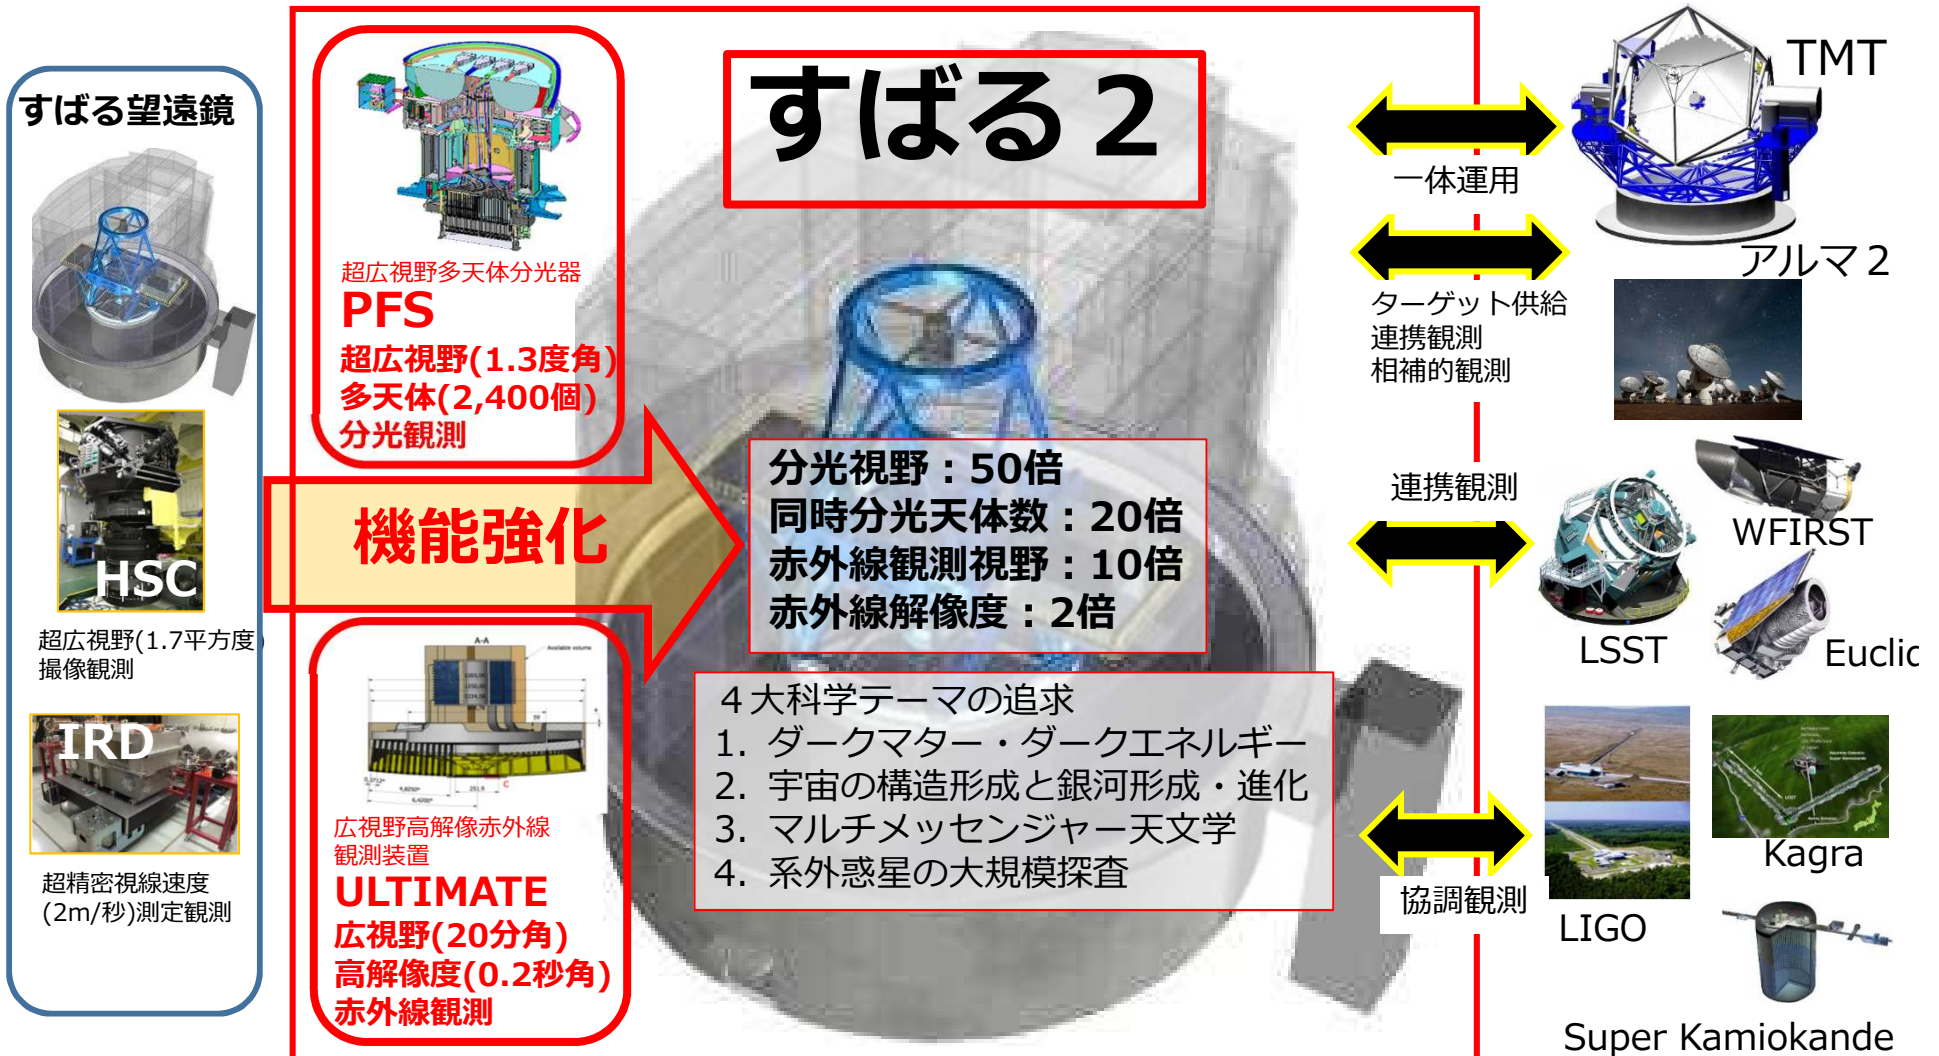 すばる望遠鏡
HSC
超広視野(1.7平方度)
撮像観測
IRD
超精密視線速度
(2m/秒)測定観測
超広視野多天体分光器
PFS
超広視野(1.3度角)
多天体(2,400個)
分光観測
機能強化
A-A
Available volume
広視野高解像赤外線
観測装置
ULTIMATE
広視野(20分角)
高解像度(0.2秒角)
赤外線観測
すばる２
分光視野：50倍
同時分光天体数：20倍
赤外線観測視野：10倍
赤外線解像度：2倍
４大科学テーマの追求
1. ダークマター・ダークエネルギー
2. 宇宙の構造形成と銀河形成・進化
3. マルチメッセンジャー天文学
4. 系外惑星の大規模探査
TMT
一体運用
アルマ２
ターゲット供給
連携観測
相補的観測
連携観測
WFIRST
LSST
Euclid
Kagra
協調観測
LIGO
Super Kamiokande